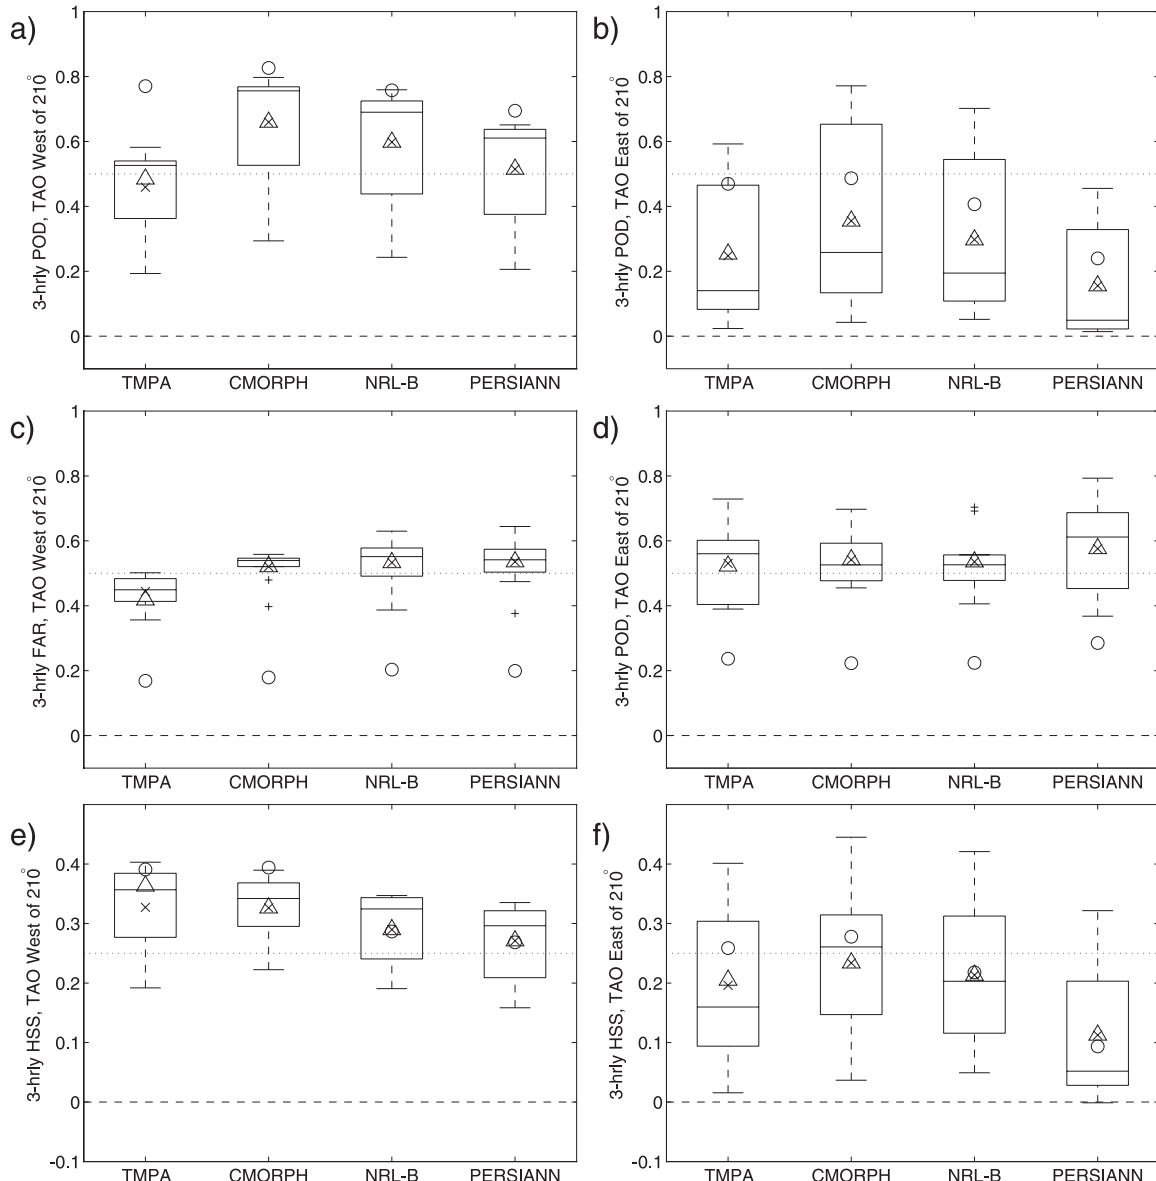 a)
3-hrly POD, TAO West of 210°
1
0.8
0.6
0.4
0.2
0
TMPA CMORPH NRL-B PERSIANN
b)
3-hrly POD, TAO East of 210°
1
0.8
0.6
0.4
0.2
0
TMPA CMORPH NRL-B PERSIANN
c)
3-hrly FAR, TAO West of 210°
1
0.8
0.6
0.4
0.2
0
TMPA CMORPH NRL-B PERSIANN
d)
3-hrly POD, TAO East of 210°
1
0.8
0.6
0.4
0.2
0
TMPA CMORPH NRL-B PERSIANN
e)
3-hrly HSS, TAO West of 210°
0.4
0.3
0.2
0.1
0
-0.1
TMPA CMORPH NRL-B PERSIANN
f)
3-hrly HSS, TAO East of 210°
0.4
0.3
0.2
0.1
0
-0.1
TMPA CMORPH NRL-B PERSIANN